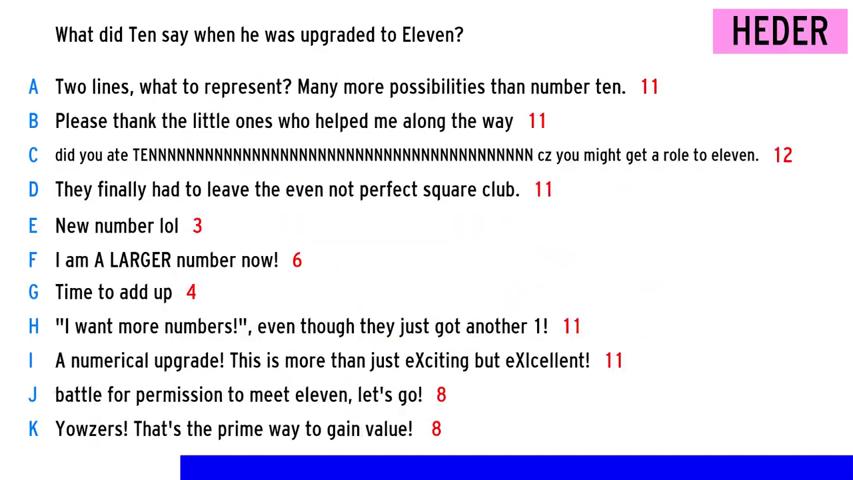 What did Ten say when he was upgraded to Eleven?
HEDER
A Two lines, what to represent? Many more possibilities than number ten. 11
B Please thank the little ones who helped me along the way 11
C did you ate TENNNNNNNNNNNNNNNNNNNNNNNNNNNNNNNNNNNNNNNNNN cz you might get a role to eleven. 12
D They finally had to leave the even not perfect square club. 11
E New number lol 3
F I am A LARGER number now! 6
G Time to add up 4
H "I want more numbers!", even though they just got another 1! 11
I A numerical upgrade! This is more than just eXciting but eXIcellent! 11
J battle for permission to meet eleven, let's go! 8
K Yowzers! That's the prime way to gain value! 8